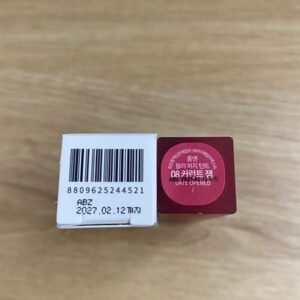 8809625244521
ABZ
2027.02.12까지
롬앤
블러 퍼지 틴트
08 커런트 잼
DATE OPENED
/